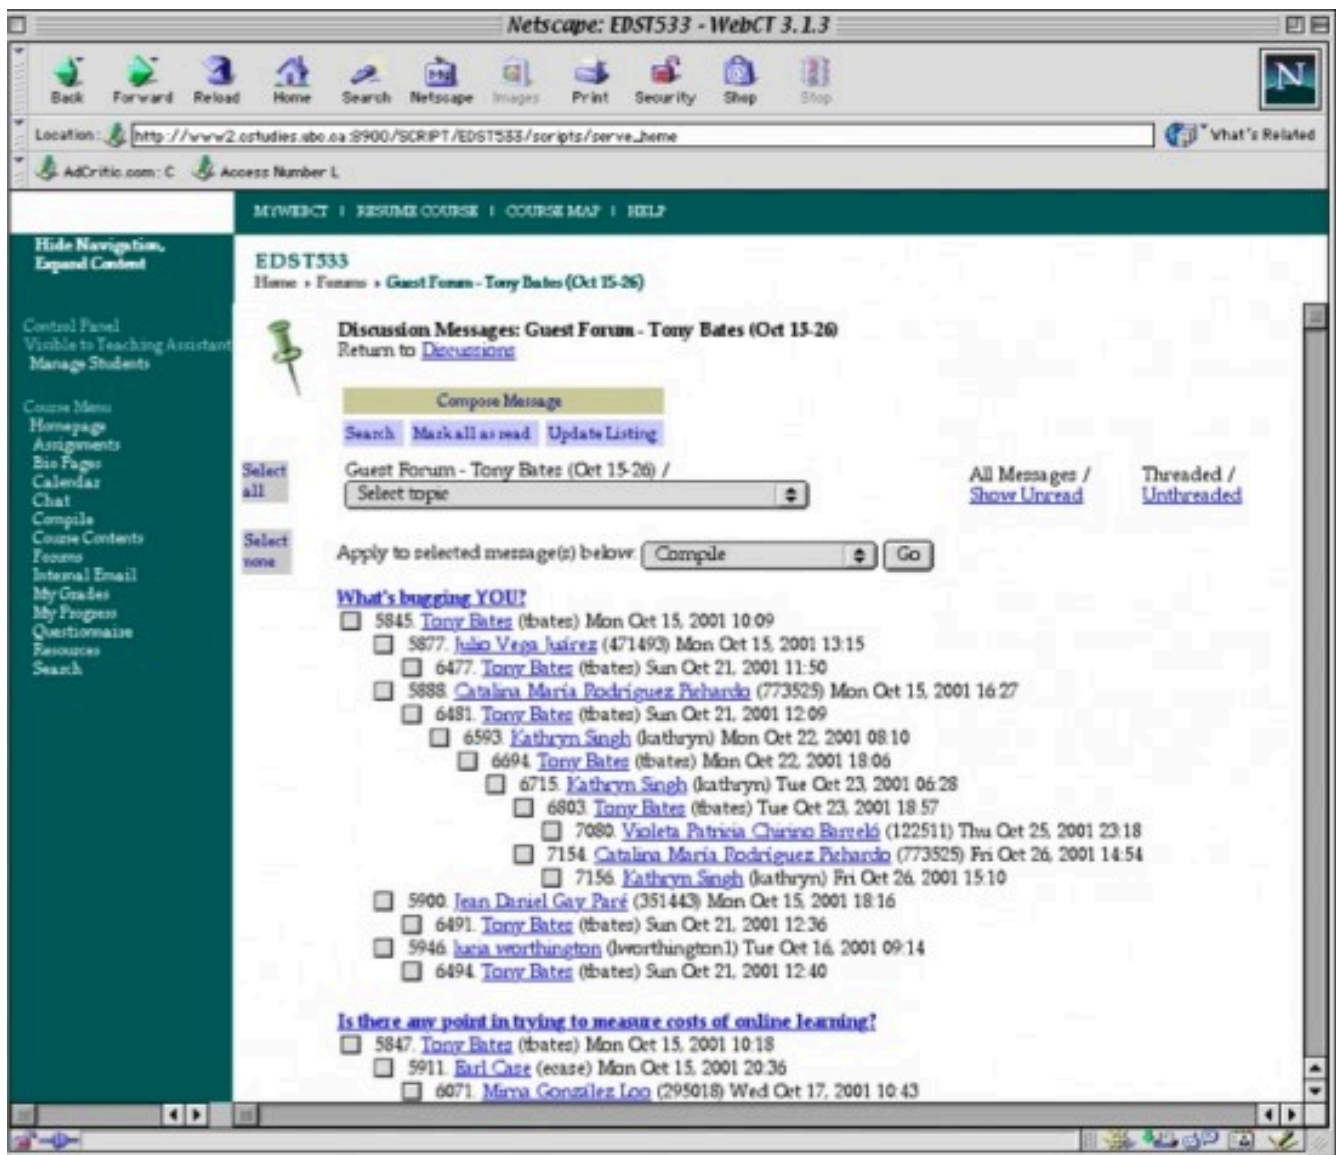 Netscape: EDST533 - WebCT 3.1.3
Back Forward Reload Home Search Netscape Images Print Security Shop Stop
Location: http://www2.cstudies.ubc.ca:8900/SCRIPT/EDST533/scripts/serve_home What's Related
AdCritic.com: C Access Number L
MYWEBCT | RESUME COURSE | COURSE MAP | HELP
Hide Navigation,
Expand Content
Control Panel
Visible to Teaching Assistant
Manage Students
Course Menu
Homepage
Assignments
Bio Pages
Calendar
Chat
Compile
Course Contents
Forums
Internal Email
My Grades
My Progress
Questionnaire
Resources
Search
EDST533
Home › Forums › Guest Forum - Tony Bates (Oct 15-26)
Discussion Messages: Guest Forum - Tony Bates (Oct 15-26)
Return to Discussions
Compose Message
Search Mark all as read Update Listing
Select all
Guest Forum - Tony Bates (Oct 15-26) /
Select topic
All Messages /
Show Unread
Threaded /
Unthreaded
Select none
Apply to selected message(s) below: Compile Go
What's bugging YOU?
5845. Tony Bates (tbates) Mon Oct 15, 2001 10:09
5877. Julio Vega Juárez (471493) Mon Oct 15, 2001 13:15
6477. Tony Bates (tbates) Sun Oct 21, 2001 11:50
5888. Catalina María Rodríguez Pichardo (773525) Mon Oct 15, 2001 16:27
6481. Tony Bates (tbates) Sun Oct 21, 2001 12:09
6593. Kathryn Singh (kathryn) Mon Oct 22, 2001 08:10
6694. Tony Bates (tbates) Mon Oct 22, 2001 18:06
6715. Kathryn Singh (kathryn) Tue Oct 23, 2001 06:28
6803. Tony Bates (tbates) Tue Oct 23, 2001 18:57
7080. Violeta Patricia Chirino Barceló (122511) Thu Oct 25, 2001 23:18
7154. Catalina María Rodríguez Pichardo (773525) Fri Oct 26, 2001 14:54
7156. Kathryn Singh (kathryn) Fri Oct 26, 2001 15:10
5900. Jean Daniel Gay Paré (351443) Mon Oct 15, 2001 18:16
6491. Tony Bates (tbates) Sun Oct 21, 2001 12:36
5946. lucia worthington (lworthington1) Tue Oct 16, 2001 09:14
6494. Tony Bates (tbates) Sun Oct 21, 2001 12:40
Is there any point in trying to measure costs of online learning?
5847. Tony Bates (tbates) Mon Oct 15, 2001 10:18
5911. Earl Case (ecase) Mon Oct 15, 2001 20:36
6071. Mirna González Loo (295018) Wed Oct 17, 2001 10:43